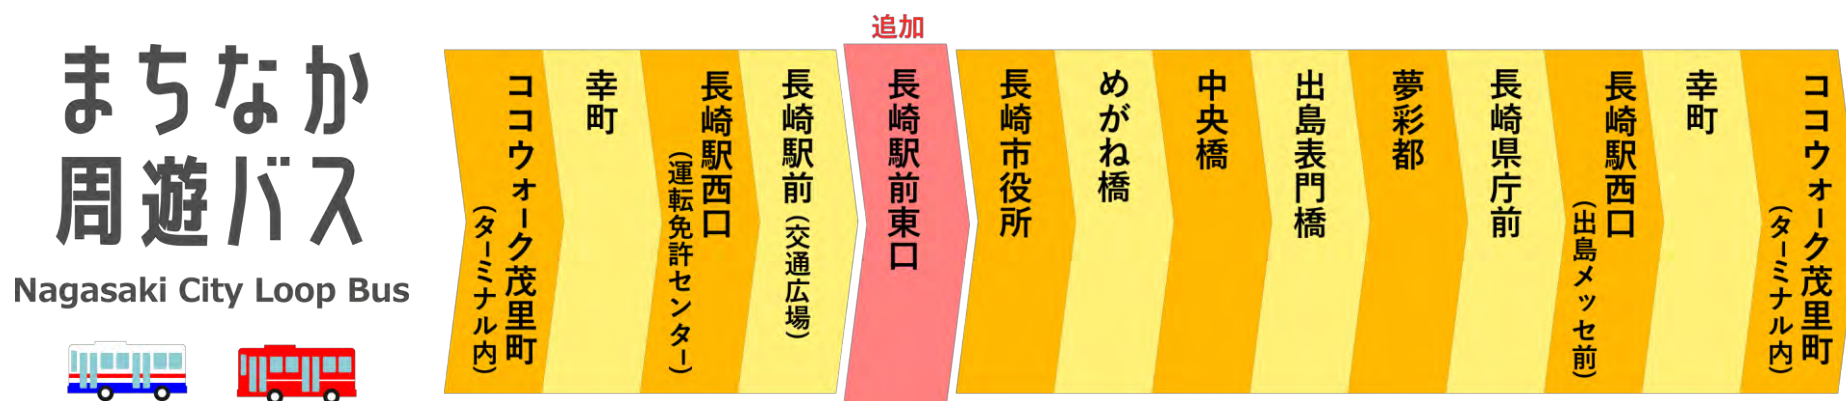 まちなか
周遊バス
Nagasaki City Loop Bus
ココウォーク茂里町
(ターミナル内)
幸町
長崎駅西口
(運転免許センター)
長崎駅前(交通広場)
追加
長崎駅前東口
長崎市役所
めがね橋
中央橋
出島表門橋
夢彩都
長崎県庁前
長崎駅西口
(出島メッセ前)
幸町
ココウォーク茂里町
(ターミナル内)